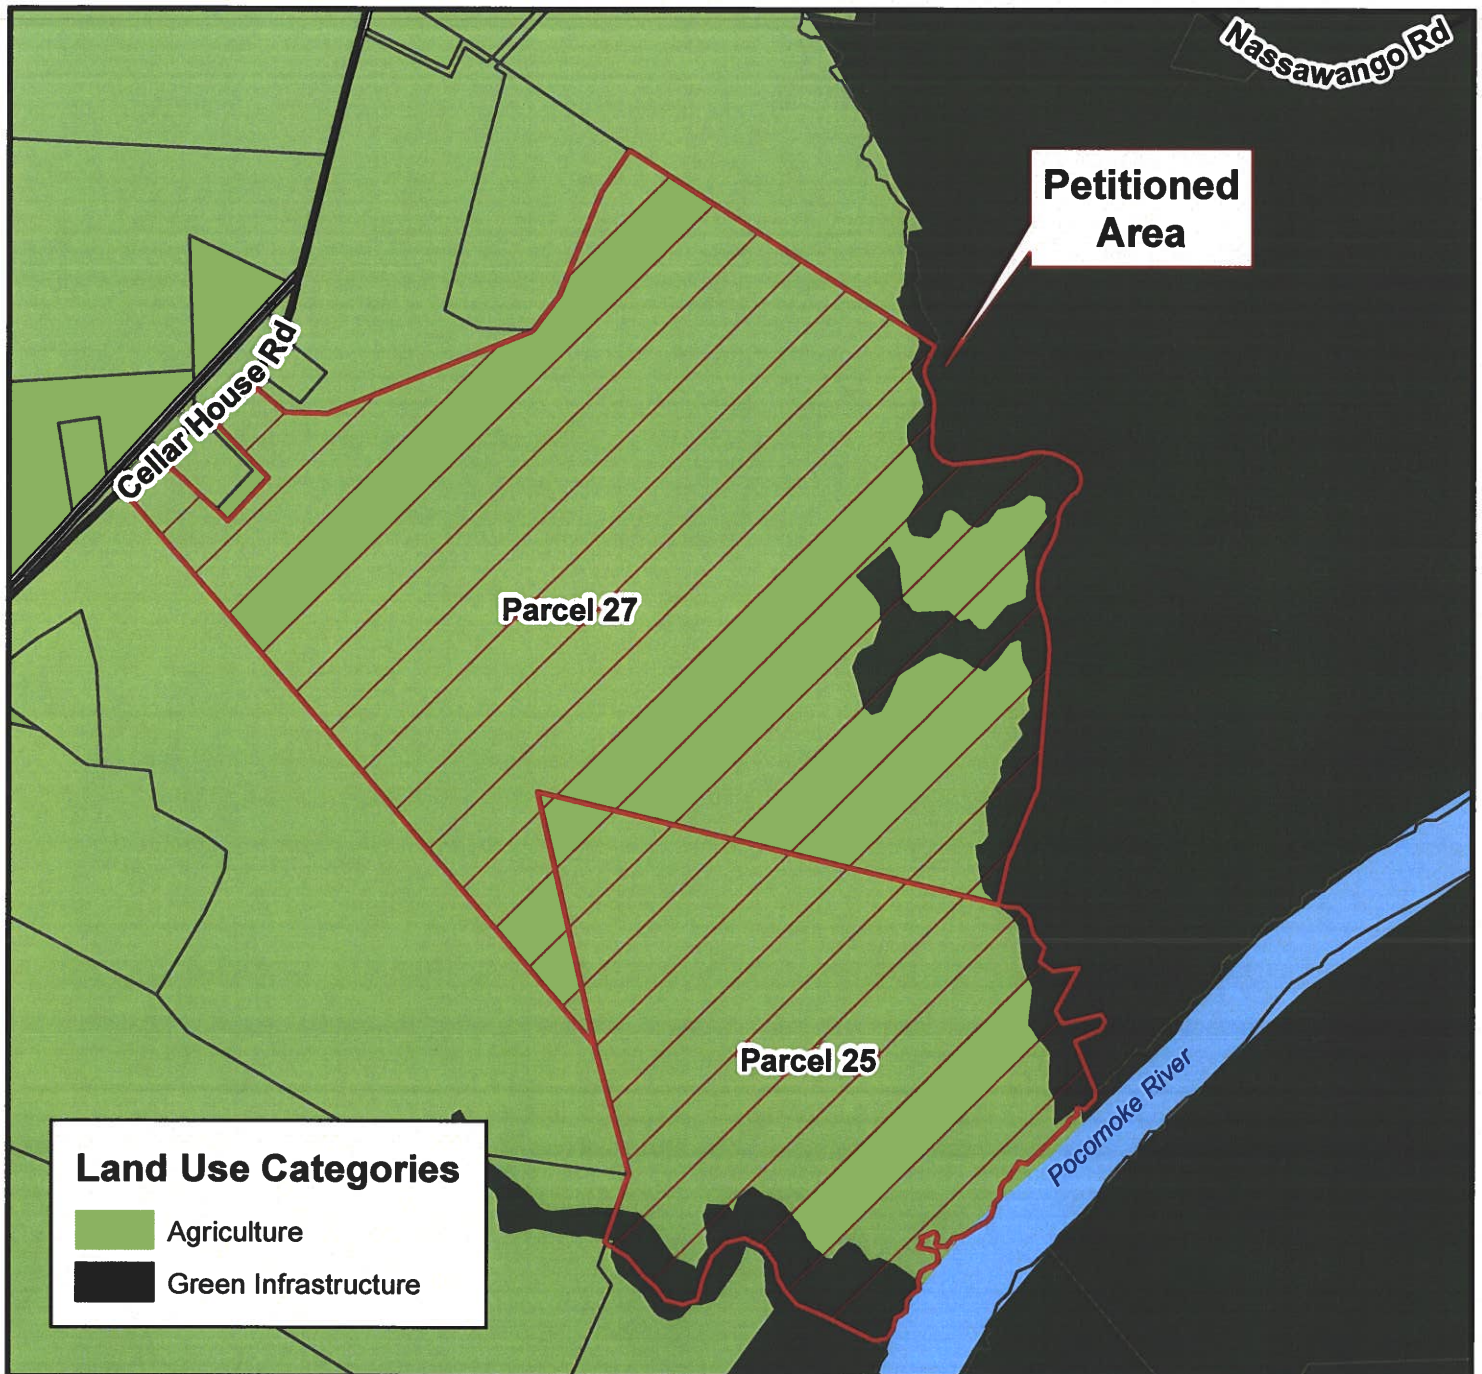 Nassawango Rd
Petitioned
Area
Cellar House Rd
Parcel 27
Parcel 25
Pocomoke River
Land Use Categories
Agriculture
Green Infrastructure